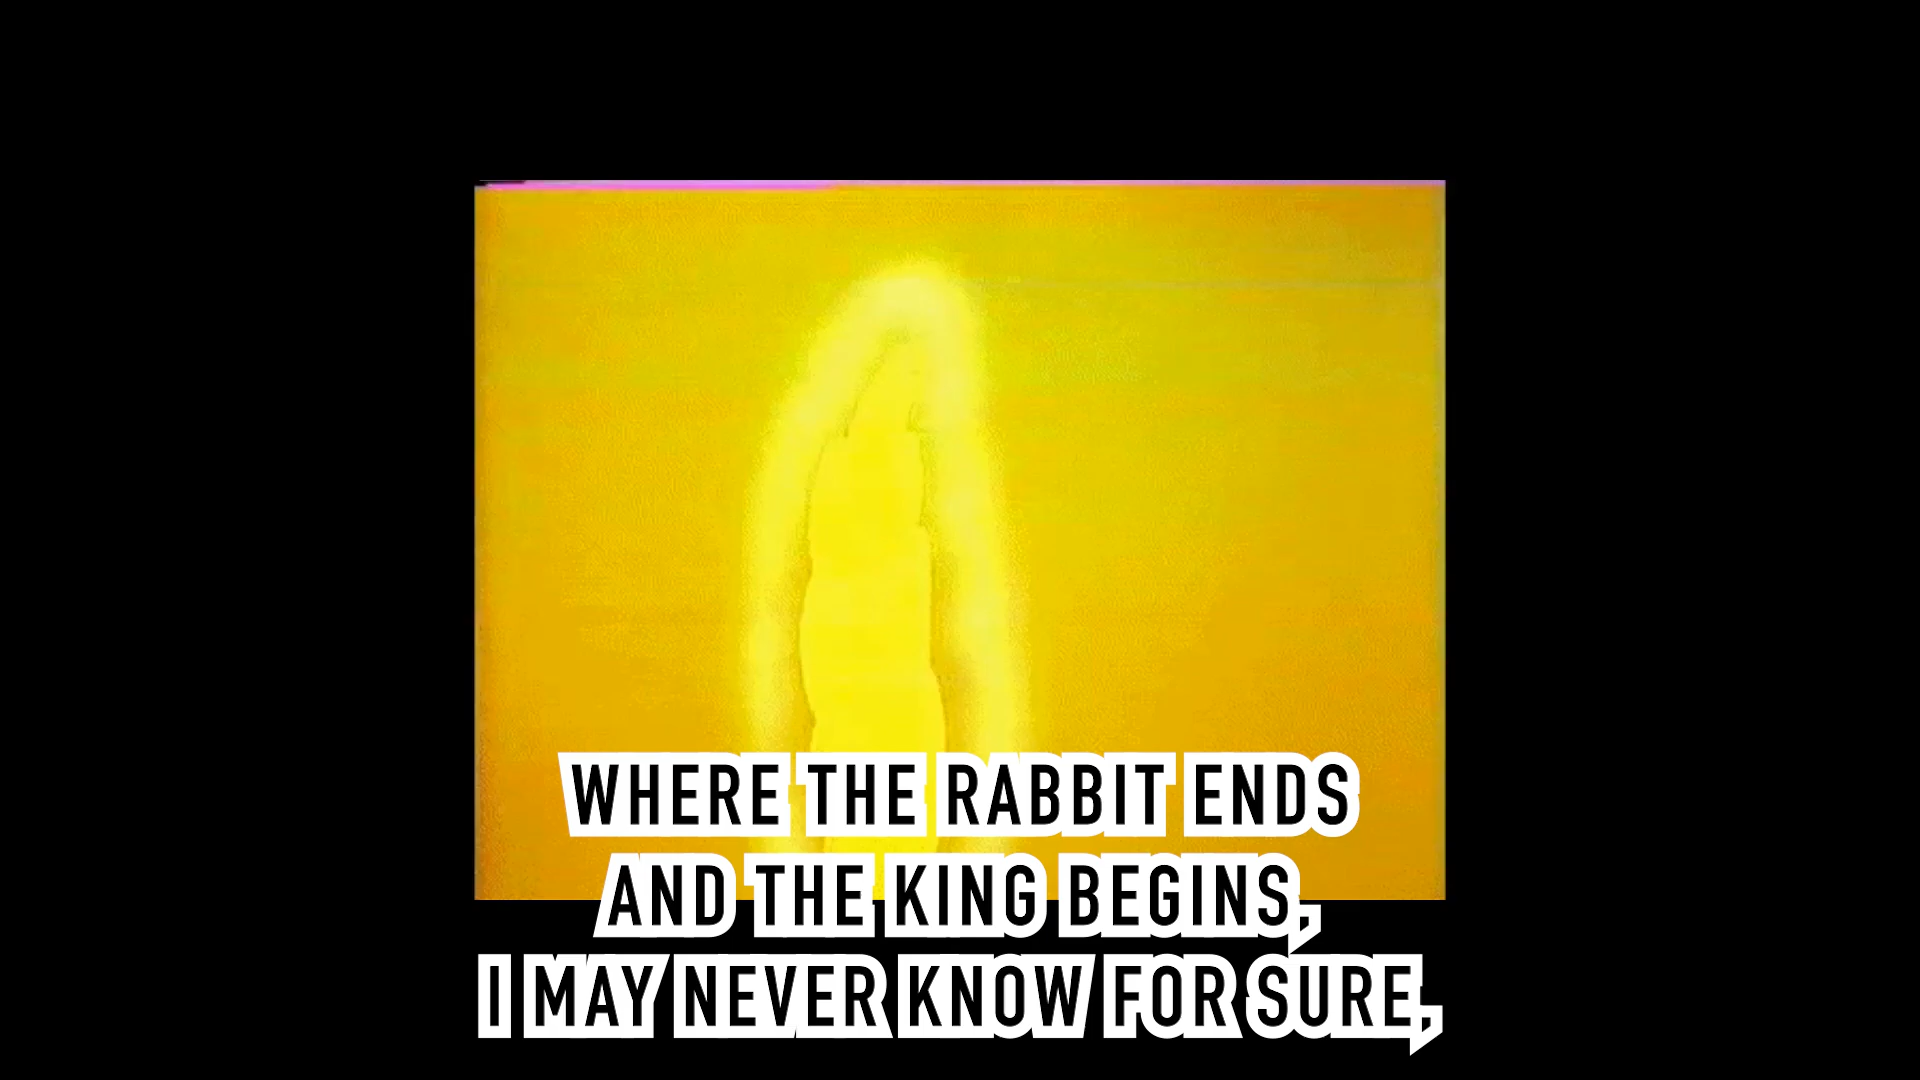 WHERE THE RABBIT ENDS
AND THE KING BEGINS,
I MAY NEVER KNOW FOR SURE,